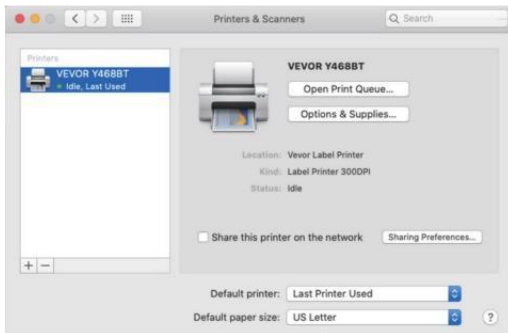 Printers & Scanners
Search
Printers
VEVOR Y468BT
Idle, Last Used
VEVOR Y468BT
Open Print Queue...
Options & Supplies...
Location: Vevor Label Printer
Kind: Label Printer 300DPI
Status: Idle
Share this printer on the network
Sharing Preferences...
+ −
Default printer: Last Printer Used
Default paper size: US Letter
?